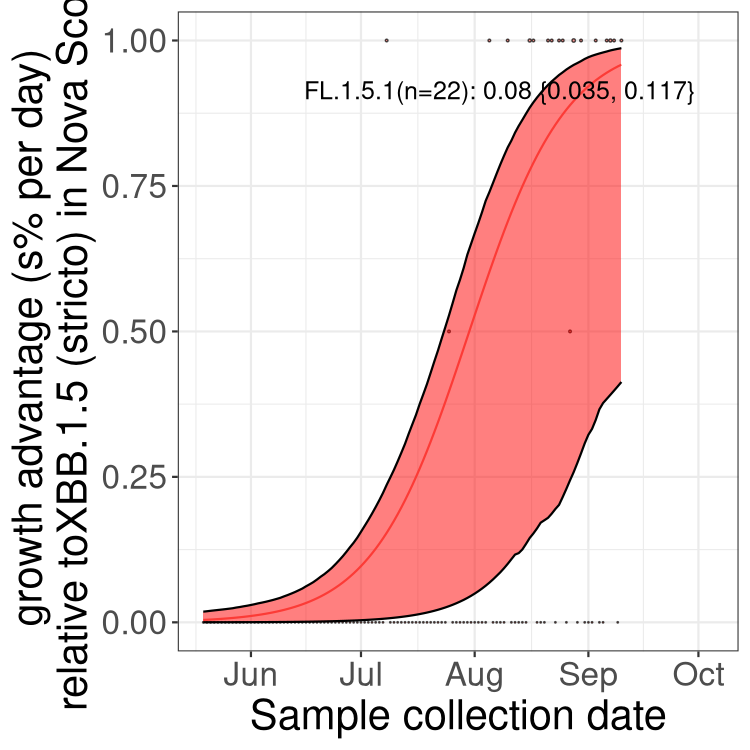 growth advantage (s% per day)
relative toXBB.1.5 (stricto) in Nova Sco
1.00
0.75
0.50
0.25
0.00
FL.1.5.1(n=22): 0.08 {0.035, 0.117}
Jun Jul Aug Sep Oct
Sample collection date